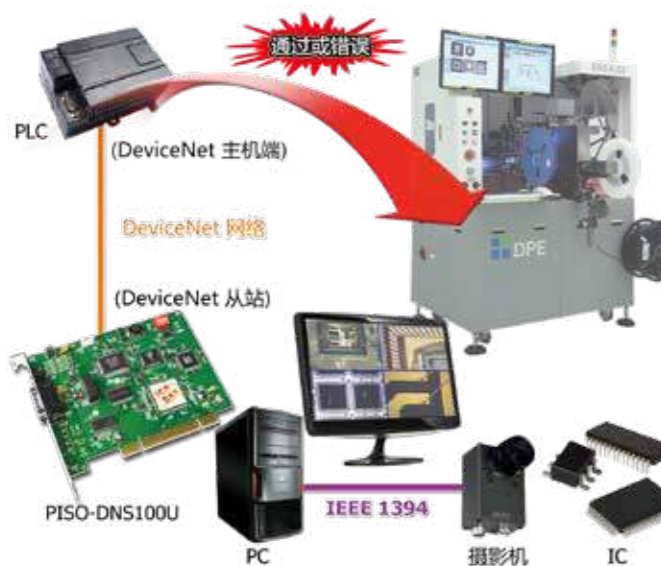 通过或错误
PLC
(DeviceNet 主机端)
DeviceNet 网络
(DeviceNet 从站)
DPE
PISO-DNS100U
PC
IEEE 1394
摄影机
IC